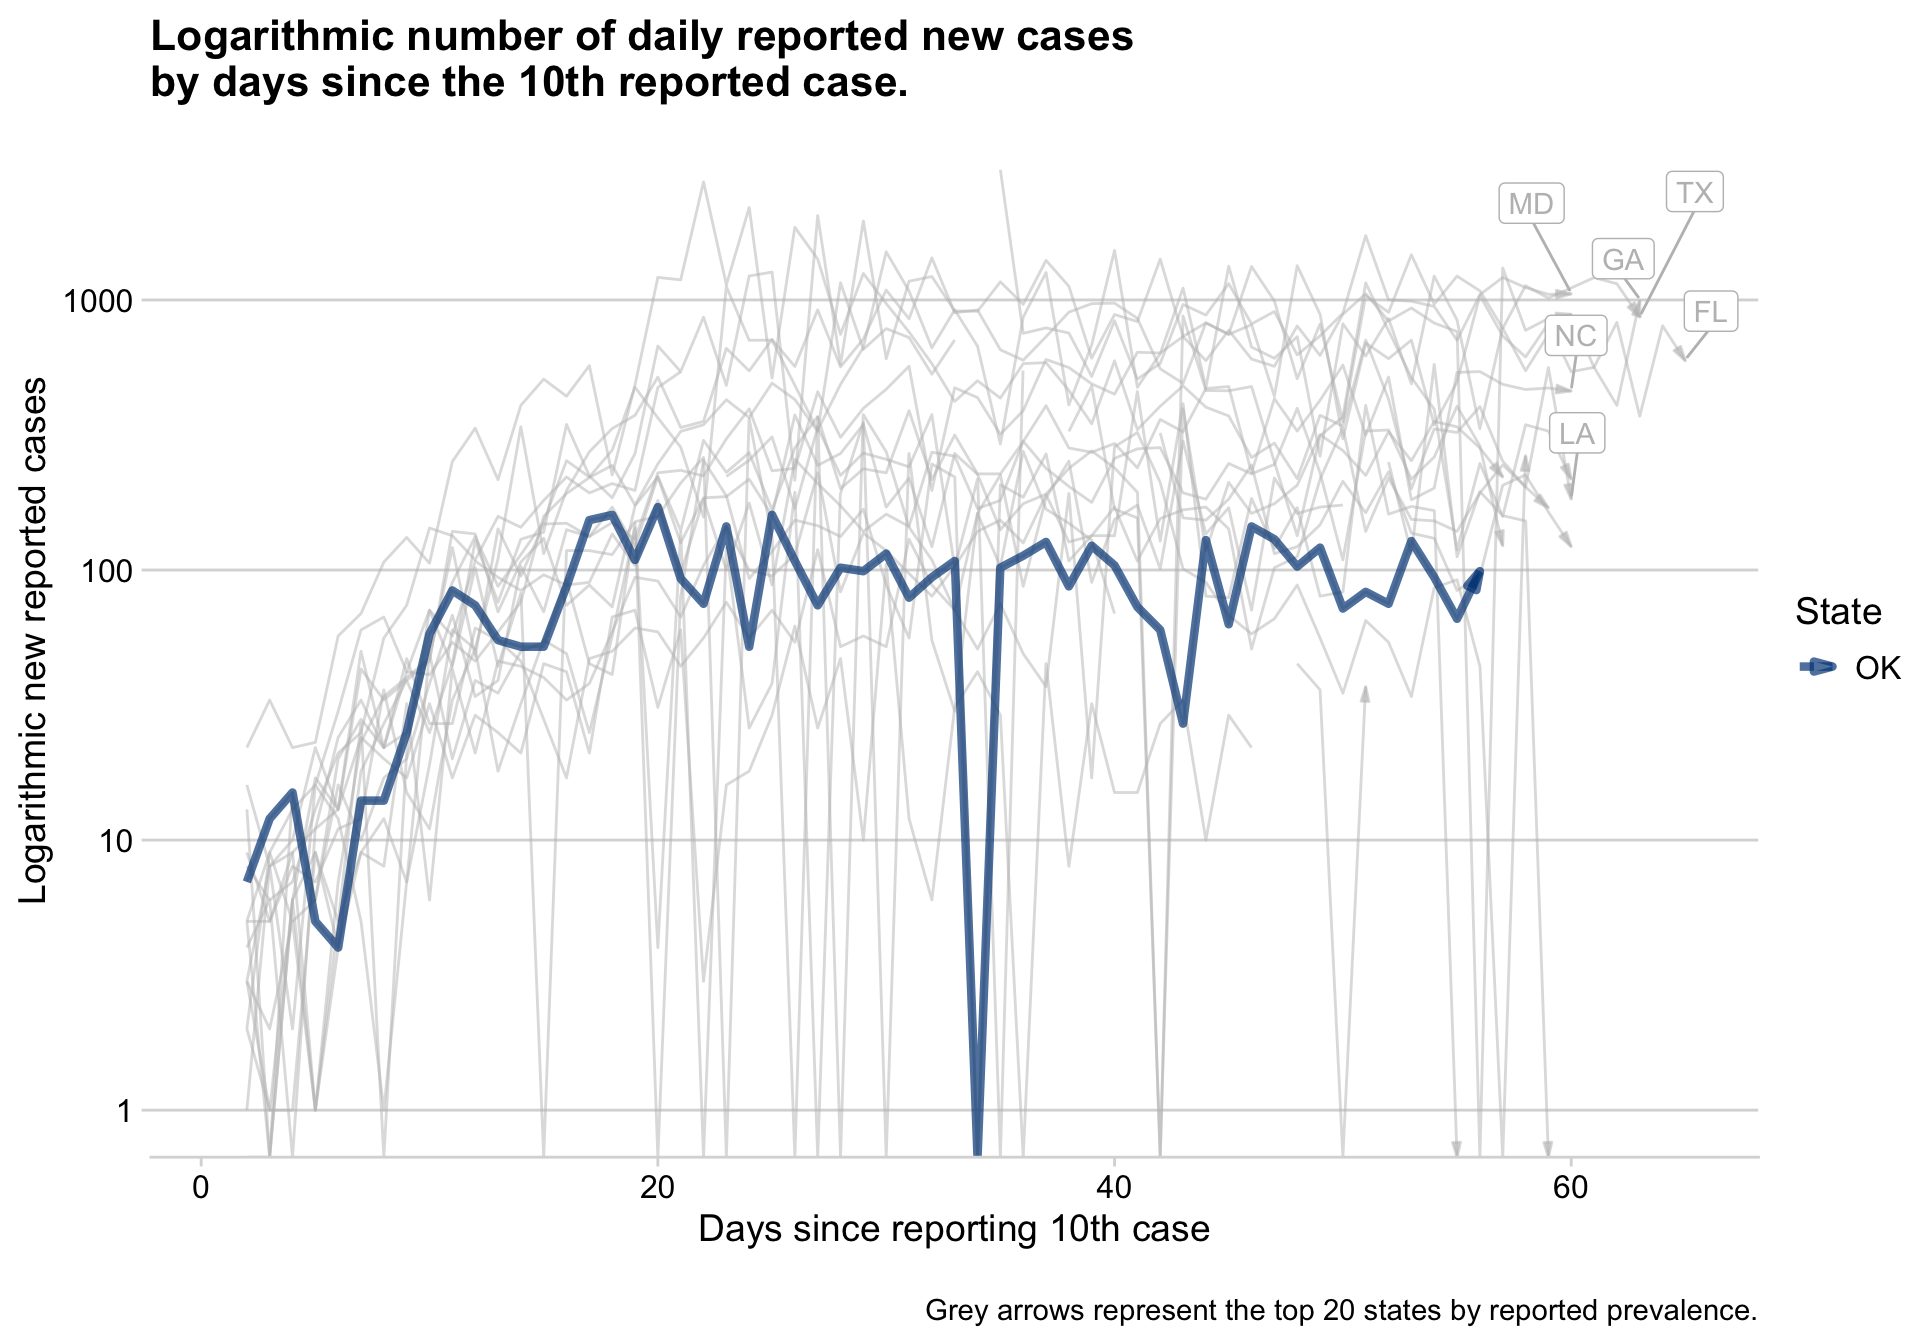 Logarithmic number of daily reported new cases
by days since the 10th reported case.
Logarithmic new reported cases
1000
100
10
1
MD
TX
GA
FL
NC
LA
State
OK
0
20
40
60
Days since reporting 10th case
Grey arrows represent the top 20 states by reported prevalence.